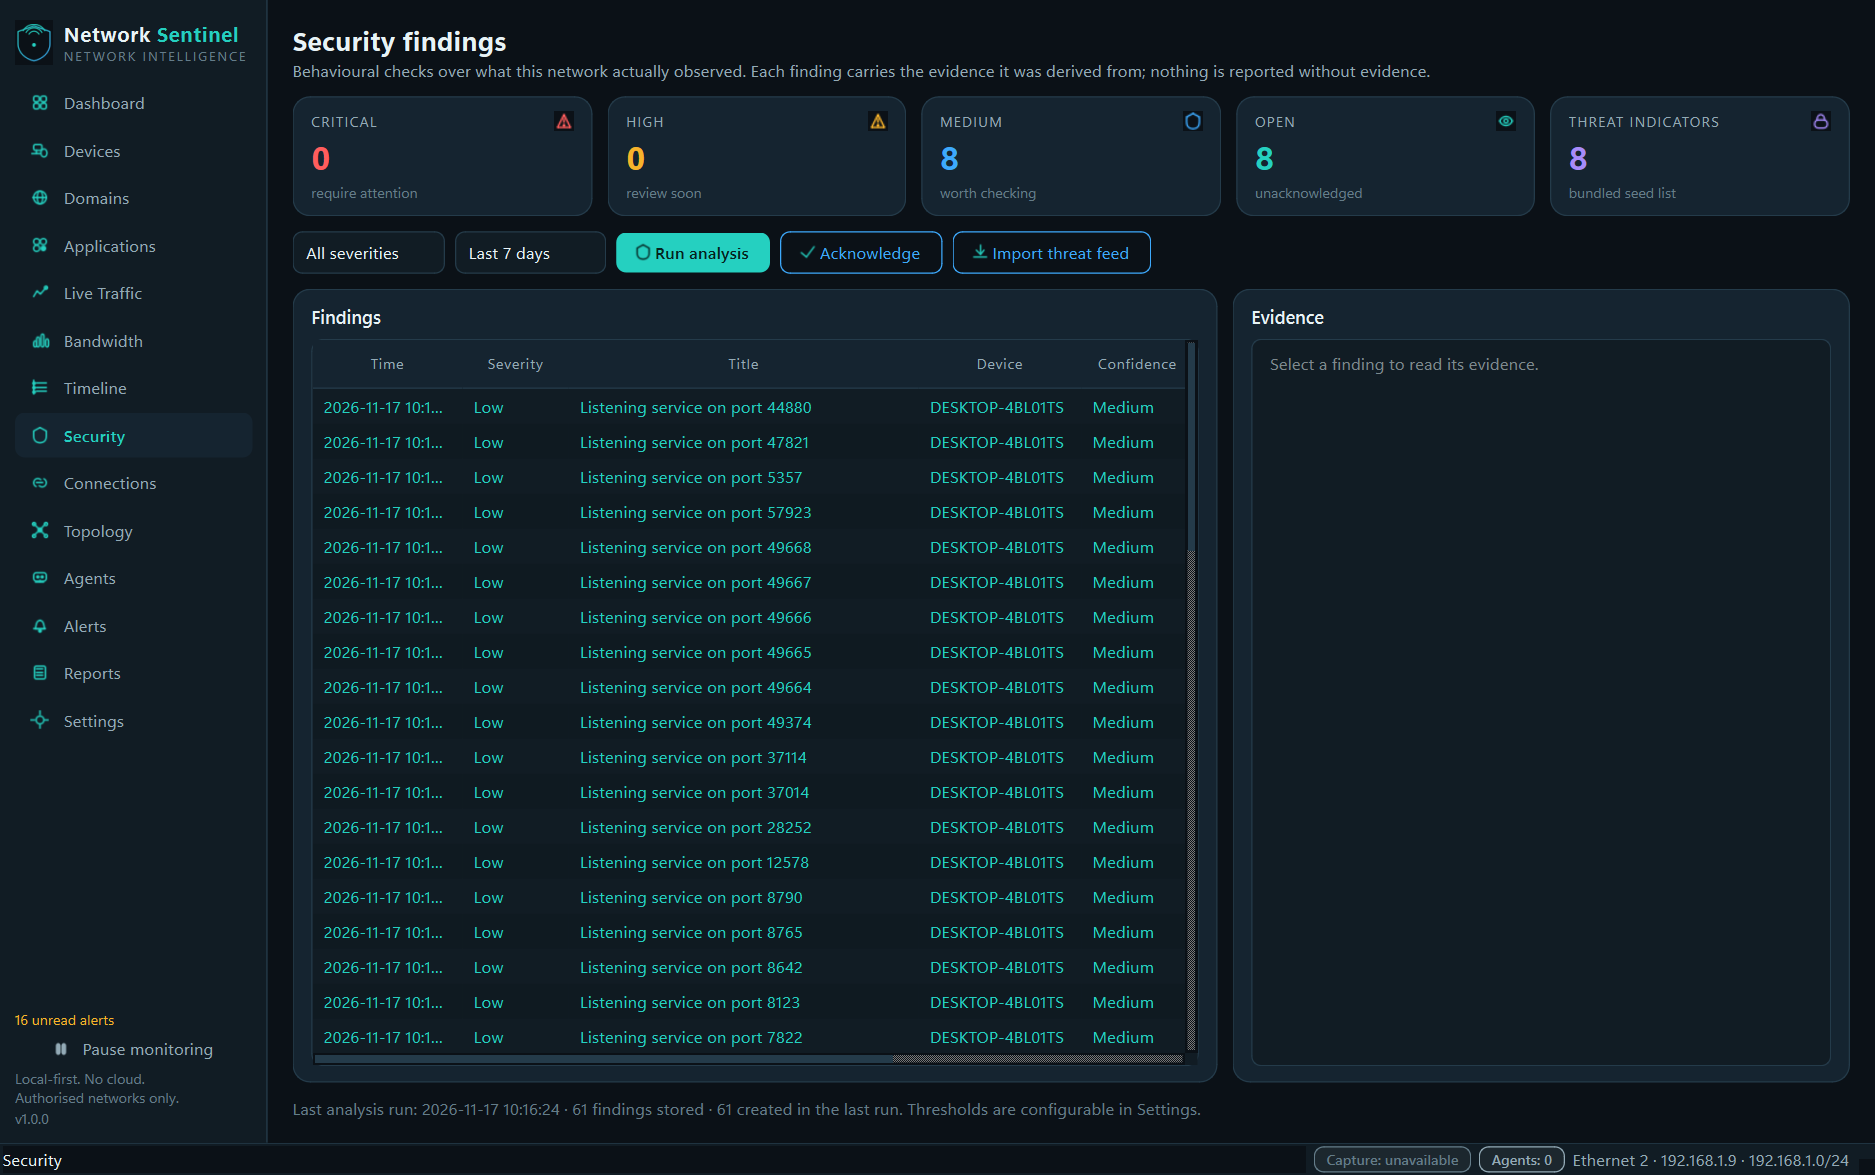 Network Sentinel
NETWORK INTELLIGENCE
Dashboard
Devices
Domains
Applications
Live Traffic
Bandwidth
Timeline
Security
Connections
Topology
Agents
Alerts
Reports
Settings
16 unread alerts
Pause monitoring
Local-first. No cloud.
Authorised networks only.
v1.0.0
Security findings
Behavioural checks over what this network actually observed. Each finding carries the evidence it was derived from; nothing is reported without evidence.
CRITICAL
0
require attention
HIGH
0
review soon
MEDIUM
8
worth checking
OPEN
8
unacknowledged
THREAT INDICATORS
8
bundled seed list
All severities Last 7 days Run analysis Acknowledge Import threat feed
Findings
Time Severity Title Device Confidence
2026-11-17 10:1... Low Listening service on port 44880 DESKTOP-4BL01TS Medium
2026-11-17 10:1... Low Listening service on port 47821 DESKTOP-4BL01TS Medium
2026-11-17 10:1... Low Listening service on port 5357 DESKTOP-4BL01TS Medium
2026-11-17 10:1... Low Listening service on port 57923 DESKTOP-4BL01TS Medium
2026-11-17 10:1... Low Listening service on port 49668 DESKTOP-4BL01TS Medium
2026-11-17 10:1... Low Listening service on port 49667 DESKTOP-4BL01TS Medium
2026-11-17 10:1... Low Listening service on port 49666 DESKTOP-4BL01TS Medium
2026-11-17 10:1... Low Listening service on port 49665 DESKTOP-4BL01TS Medium
2026-11-17 10:1... Low Listening service on port 49664 DESKTOP-4BL01TS Medium
2026-11-17 10:1... Low Listening service on port 49374 DESKTOP-4BL01TS Medium
2026-11-17 10:1... Low Listening service on port 37114 DESKTOP-4BL01TS Medium
2026-11-17 10:1... Low Listening service on port 37014 DESKTOP-4BL01TS Medium
2026-11-17 10:1... Low Listening service on port 28252 DESKTOP-4BL01TS Medium
2026-11-17 10:1... Low Listening service on port 12578 DESKTOP-4BL01TS Medium
2026-11-17 10:1... Low Listening service on port 8790 DESKTOP-4BL01TS Medium
2026-11-17 10:1... Low Listening service on port 8765 DESKTOP-4BL01TS Medium
2026-11-17 10:1... Low Listening service on port 8642 DESKTOP-4BL01TS Medium
2026-11-17 10:1... Low Listening service on port 8123 DESKTOP-4BL01TS Medium
2026-11-17 10:1... Low Listening service on port 7822 DESKTOP-4BL01TS Medium
Evidence
Select a finding to read its evidence.
Last analysis run: 2026-11-17 10:16:24 · 61 findings stored · 61 created in the last run. Thresholds are configurable in Settings.
Security
Capture: unavailable
Agents: 0
Ethernet 2 · 192.168.1.9 · 192.168.1.0/24